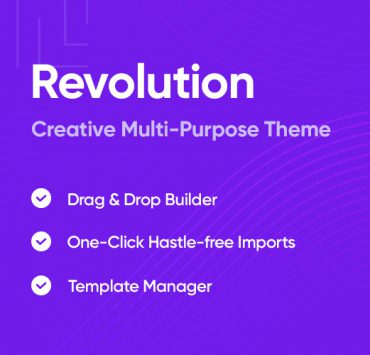 Revolution
Creative Multi-Purpose Theme
Drag & Drop Builder
One-Click Hastle-free Imports
Template Manager